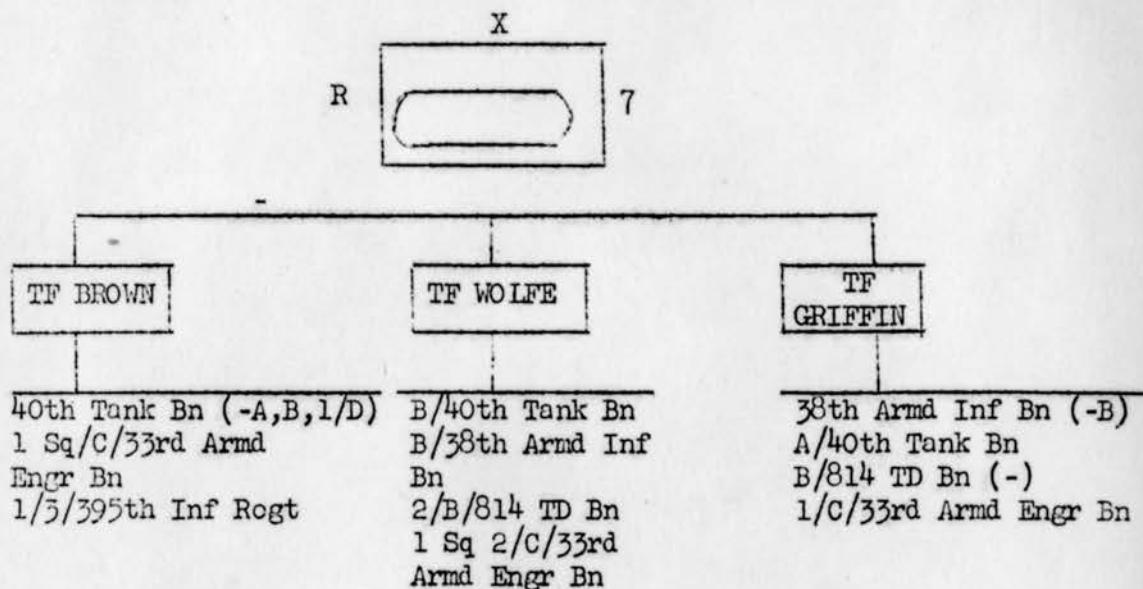 X
R
7
TF BROWN
TF WOLFE
TF
GRIFFIN
40th Tank Bn (-A,B,1/D)
1 Sq/C/33rd Armd
Engr Bn
1/3/395th Inf Rogt
B/40th Tank Bn
B/38th Armd Inf
Bn
2/B/814 TD Bn
1 Sq 2/C/33rd
Armd Engr Bn
38th Armd Inf Bn (-B)
A/40th Tank Bn
B/814 TD Bn (-)
1/C/33rd Armd Engr Bn